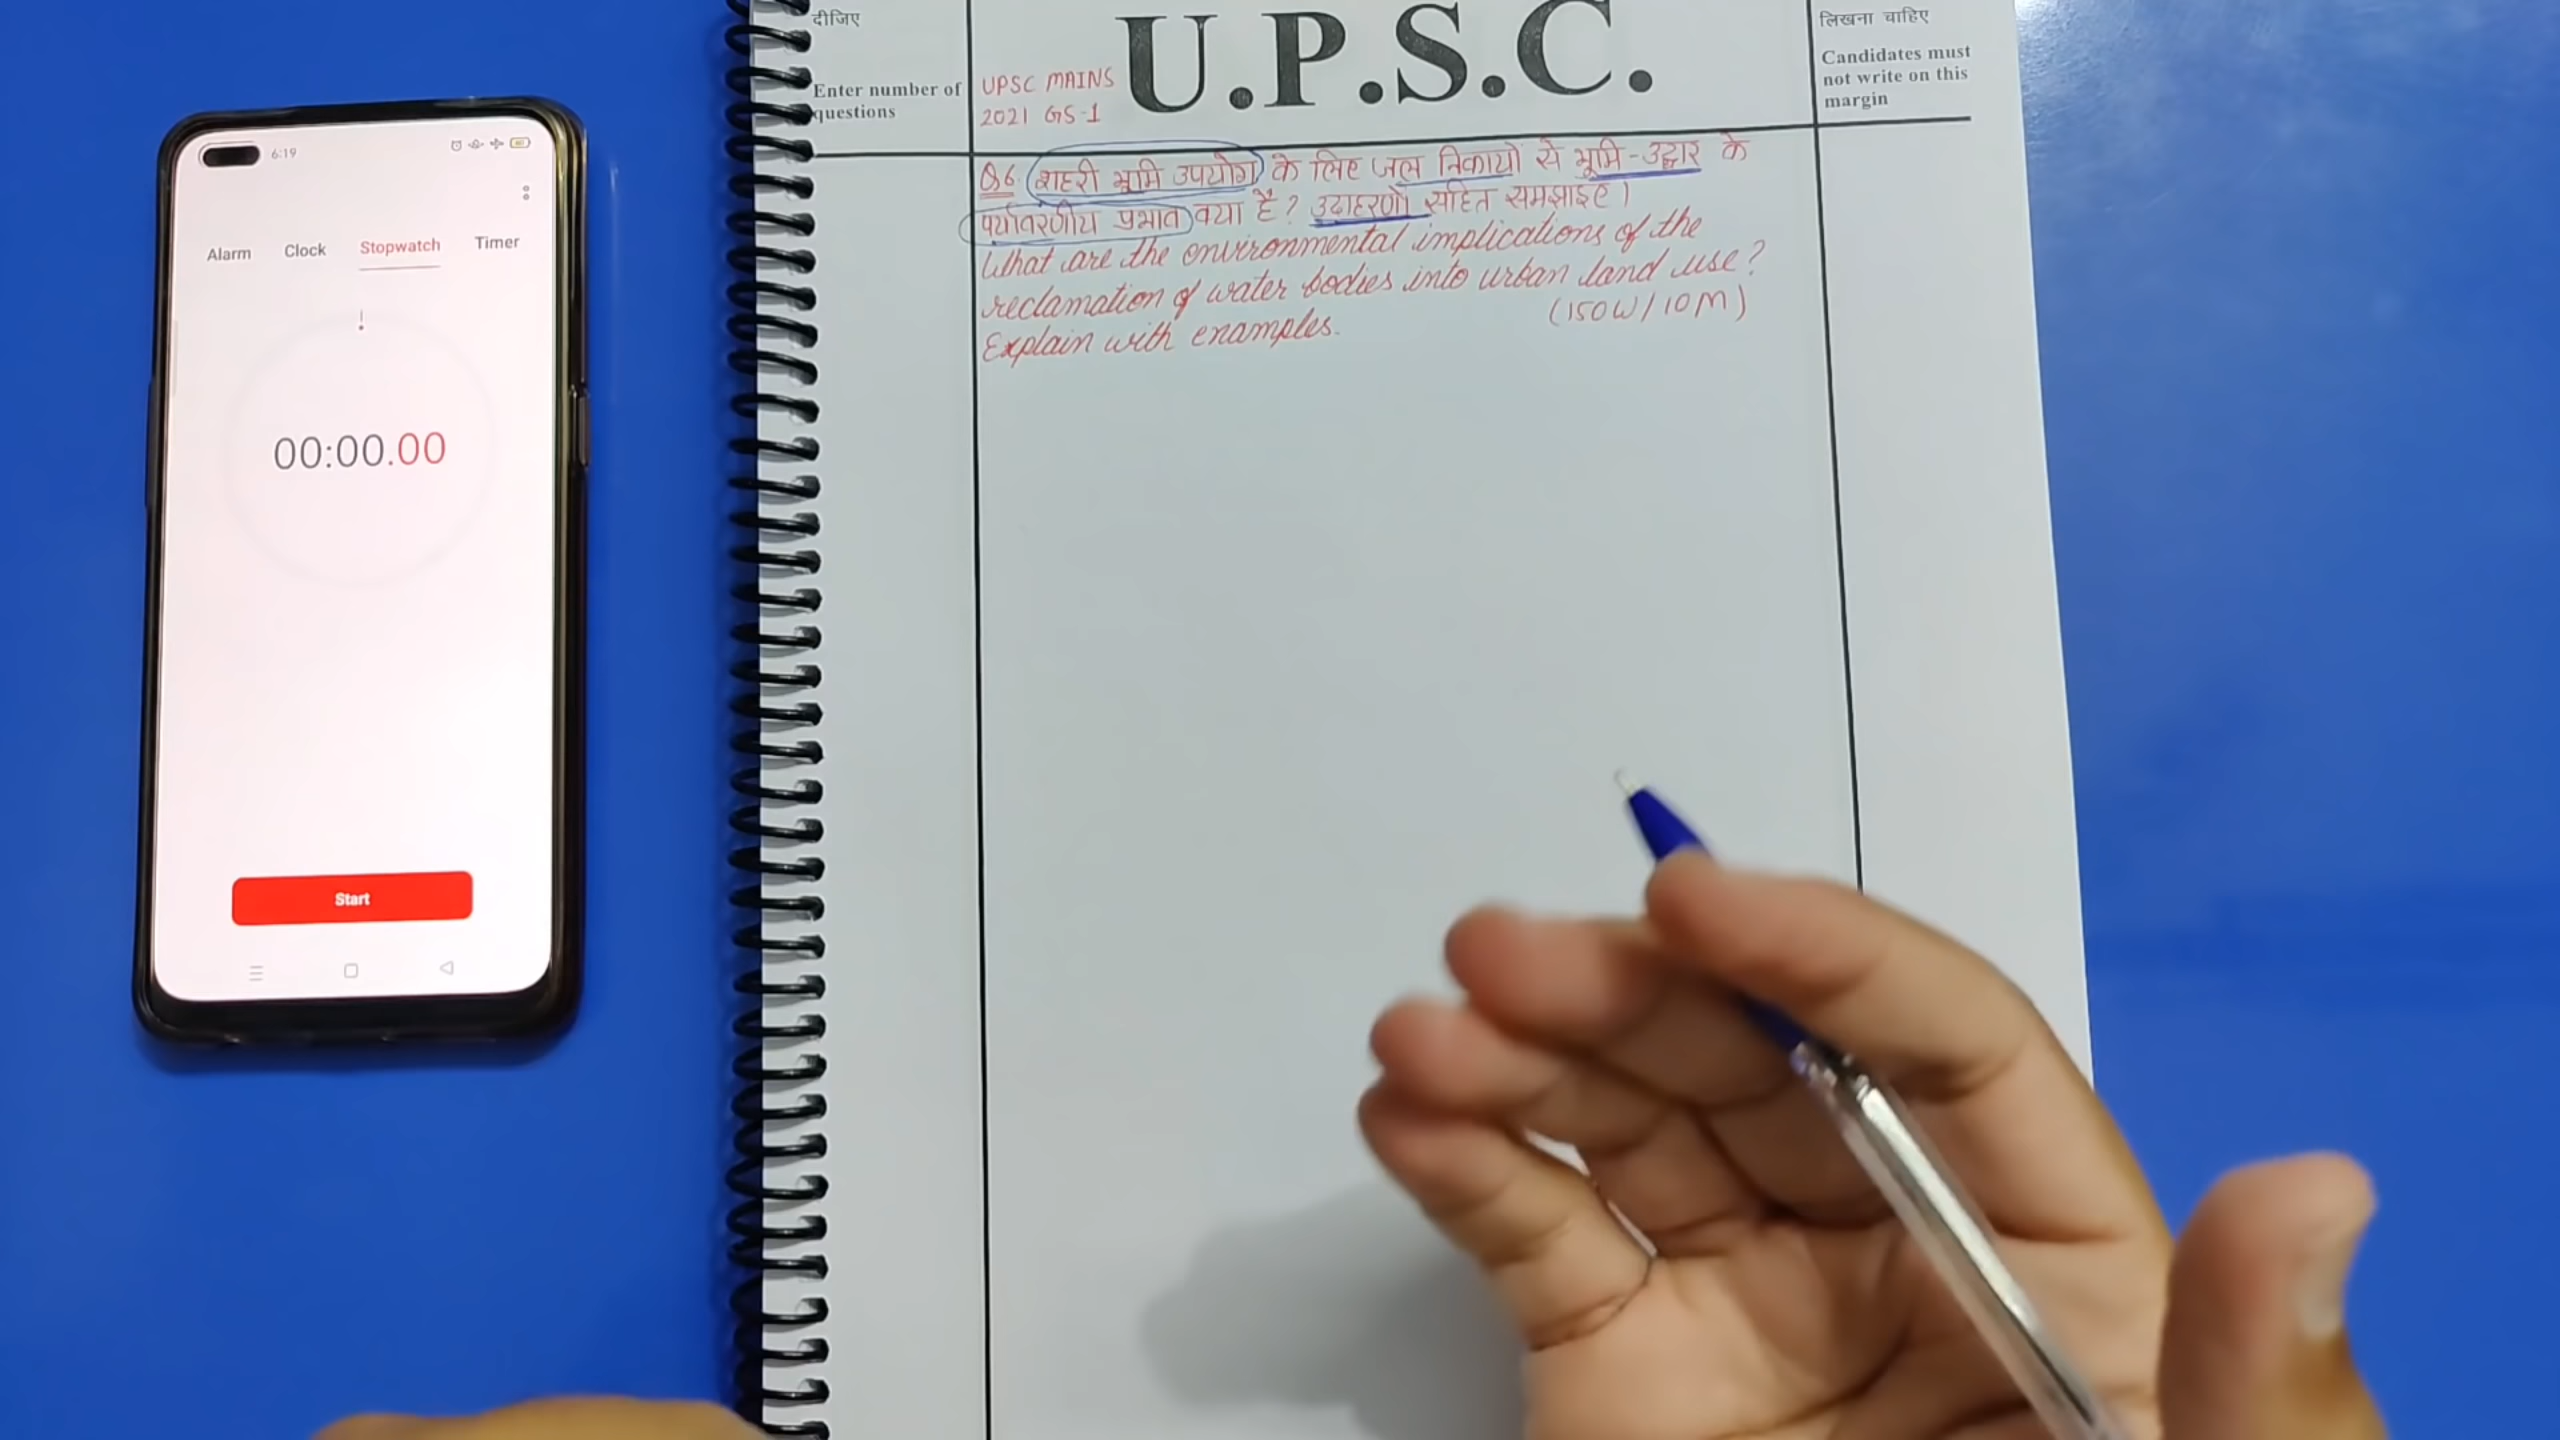 6:19
Alarm Clock Stopwatch Timer
00:00.00
Start
दीजिए
Enter number of
questions
UPSC MAINS
2021 GS-1
U.P.S.C.
लिखना चाहिए
Candidates must
not write on this
margin
Q6. शहरी भूमि उपयोग के लिए जल निकायों से भूमि-उद्धार के
पर्यावरणीय प्रभाव क्या है? उदाहरणों सहित समझाइए।
What are the environmental implications of the
reclamation of water bodies into urban land use?
Explain with enamples.
(150W/10M)